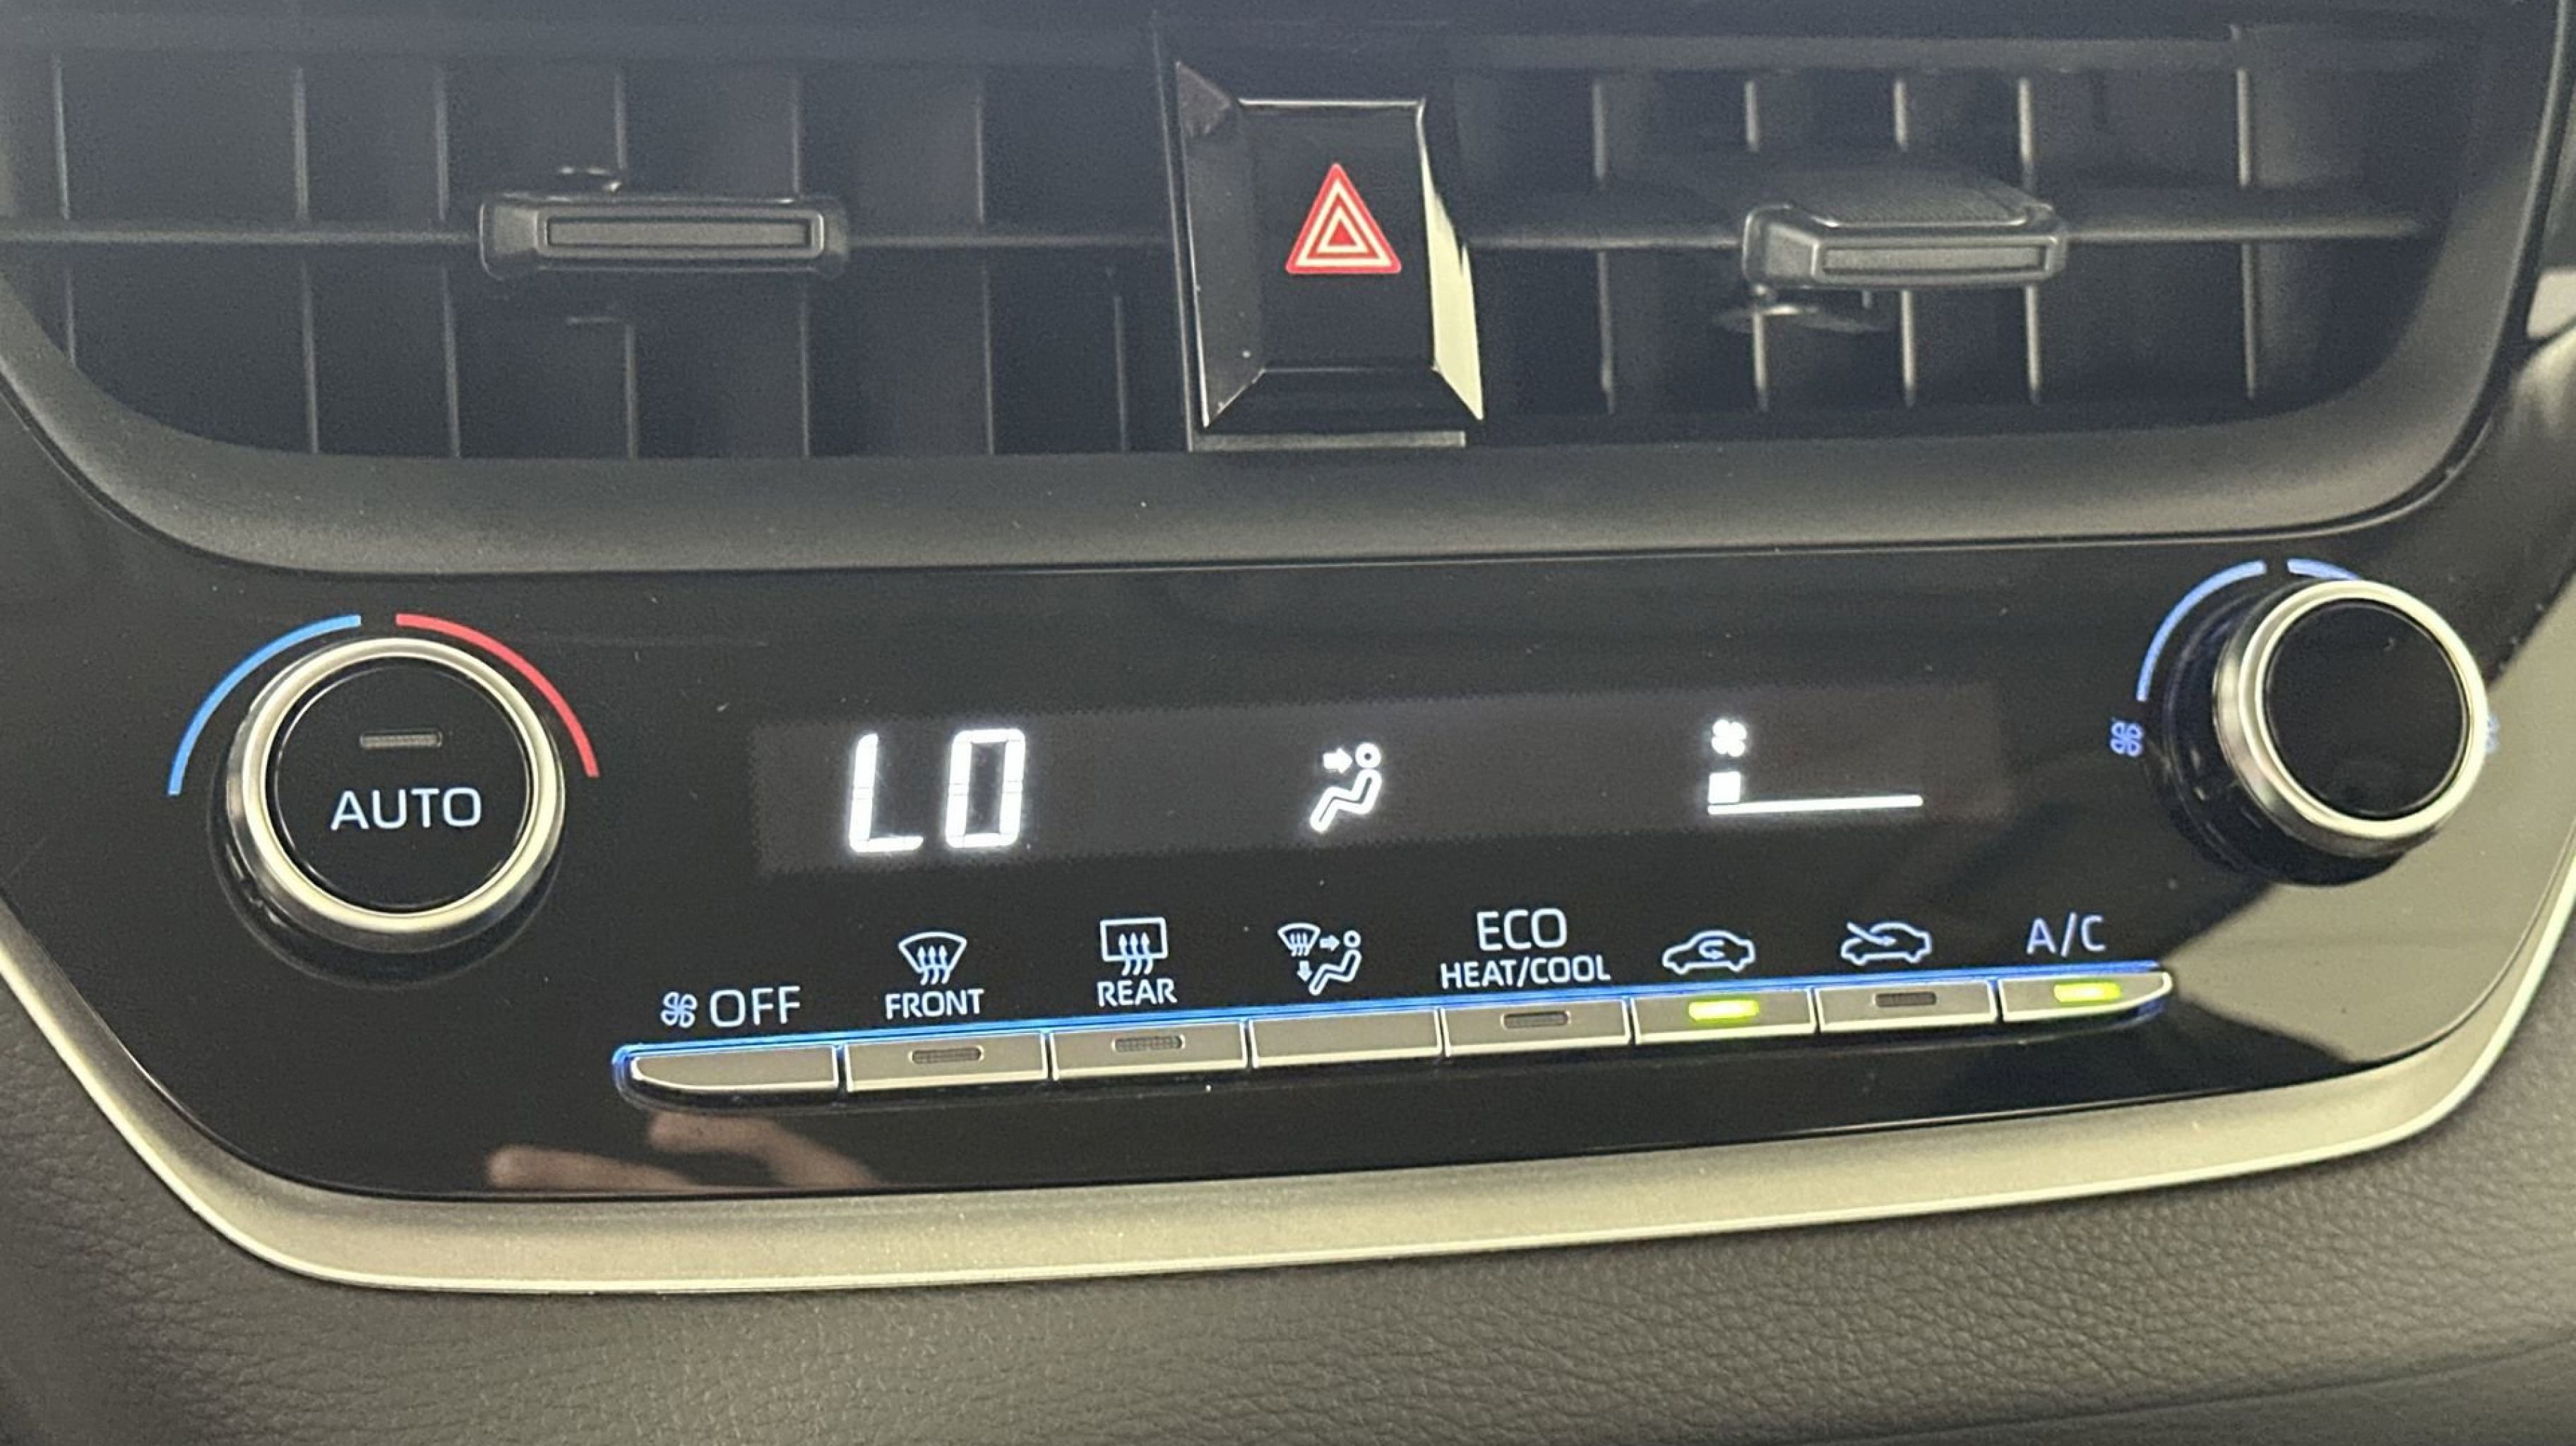 AUTO
LO
OFF
FRONT
REAR
ECO
HEAT/COOL
A/C